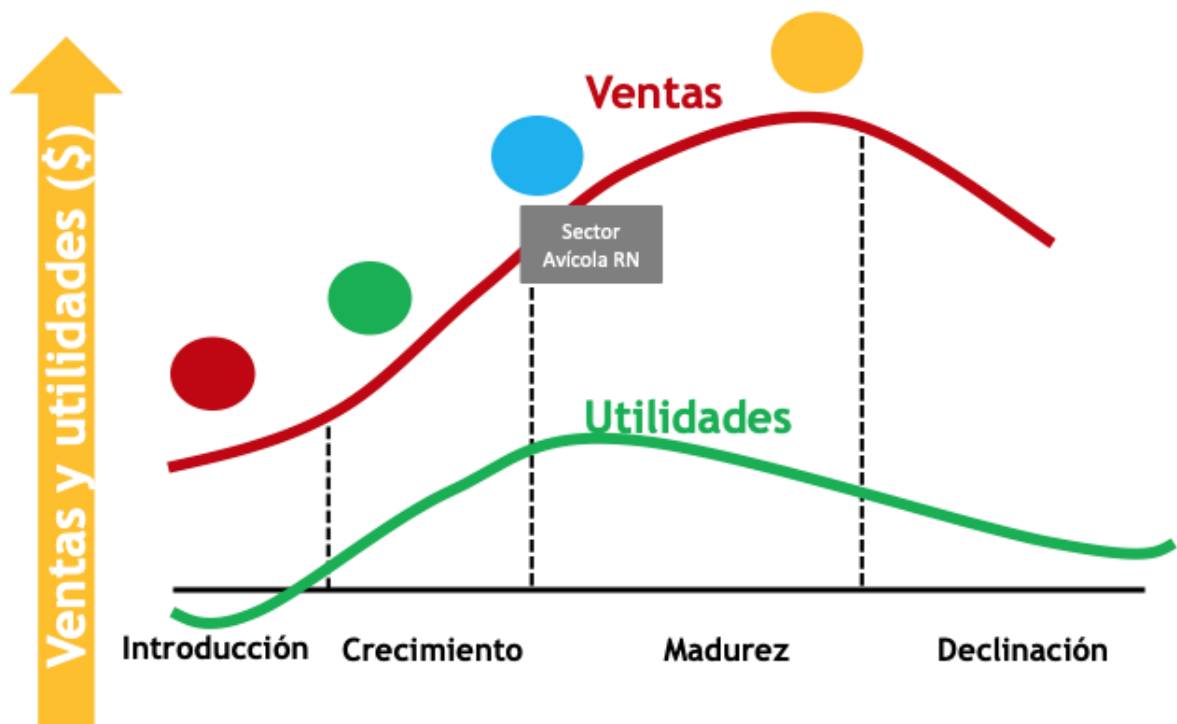 Ventas y utilidades ($)
Ventas
Sector
Avícola RN
Utilidades
Introducción
Crecimiento
Madurez
Declinación